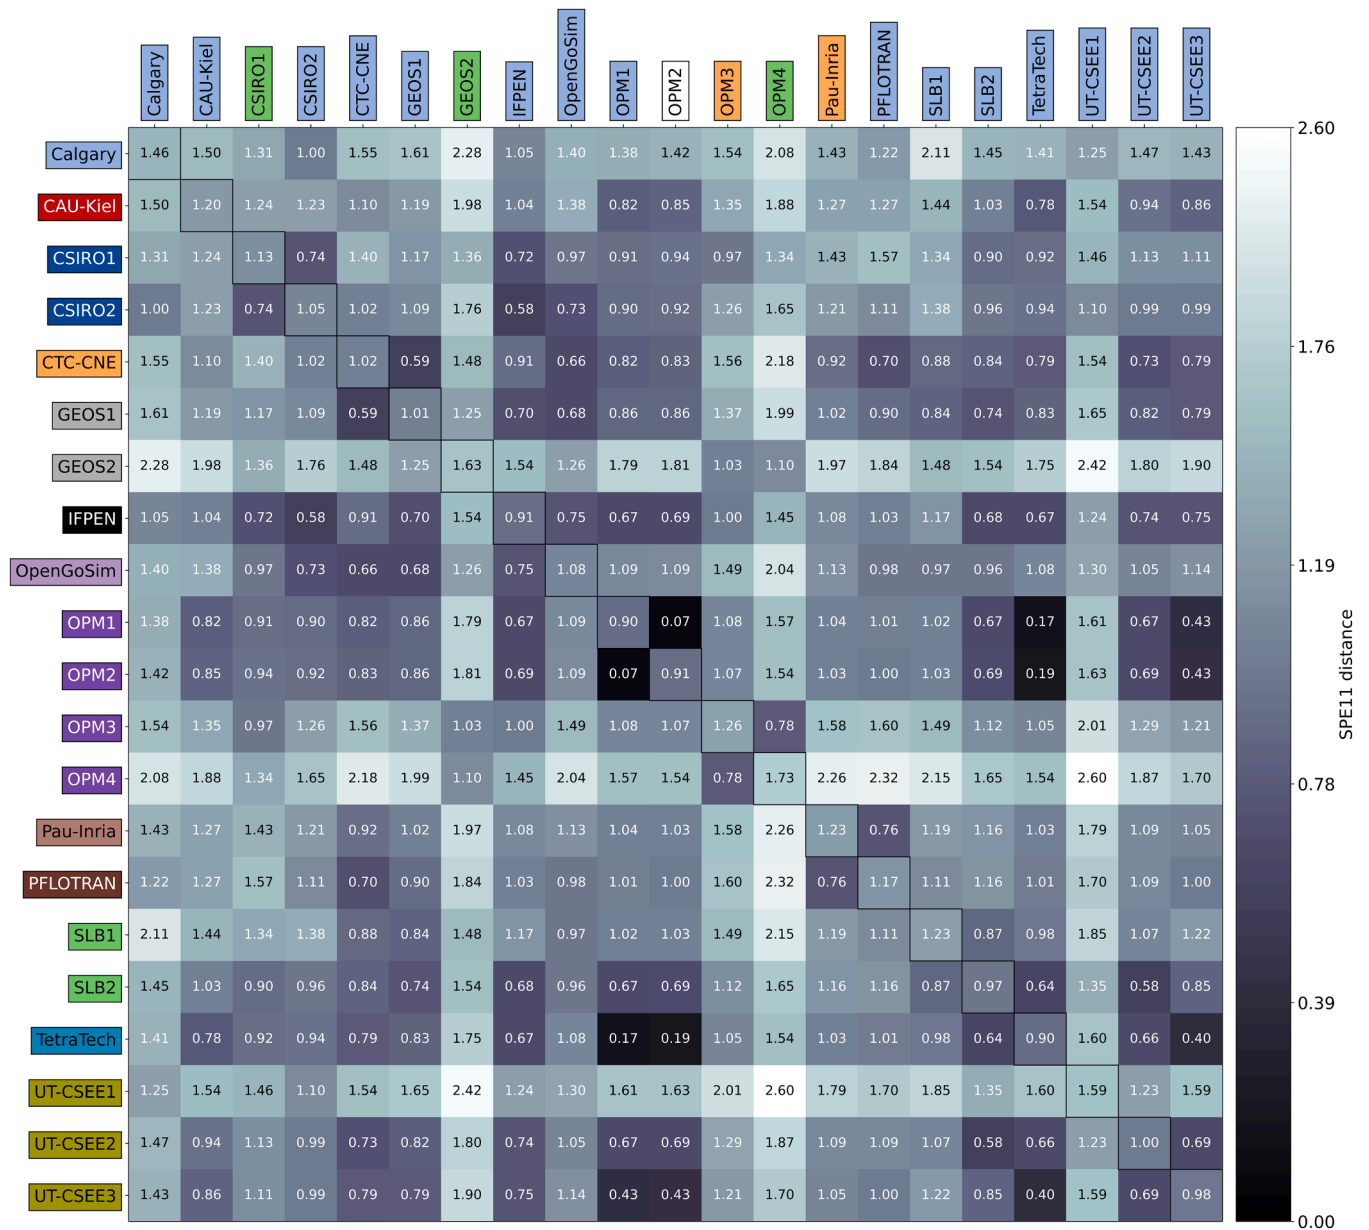 Calgary CAU-Kiel CSIRO1 CSIRO2 CTC-CNE GEOS1 GEOS2 IFPEN OpenGoSim OPM1 OPM2 OPM3 OPM4 Pau-Inria PFLOTRAN SLB1 SLB2 TetraTech UT-CSEE1 UT-CSEE2 UT-CSEE3
Calgary 1.46 1.50 1.31 1.00 1.55 1.61 2.28 1.05 1.40 1.38 1.42 1.54 2.08 1.43 1.22 2.11 1.45 1.41 1.25 1.47 1.43
CAU-Kiel 1.50 1.20 1.24 1.23 1.10 1.19 1.98 1.04 1.38 0.82 0.85 1.35 1.88 1.27 1.27 1.44 1.03 0.78 1.54 0.94 0.86
CSIRO1 1.31 1.24 1.13 0.74 1.40 1.17 1.36 0.72 0.97 0.91 0.94 0.97 1.34 1.43 1.57 1.34 0.90 0.92 1.46 1.13 1.11
CSIRO2 1.00 1.23 0.74 1.05 1.02 1.09 1.76 0.58 0.73 0.90 0.92 1.26 1.65 1.21 1.11 1.38 0.96 0.94 1.10 0.99 0.99
CTC-CNE 1.55 1.10 1.40 1.02 1.02 0.59 1.48 0.91 0.66 0.82 0.83 1.56 2.18 0.92 0.70 0.88 0.84 0.79 1.54 0.73 0.79
GEOS1 1.61 1.19 1.17 1.09 0.59 1.01 1.25 0.70 0.68 0.86 0.86 1.37 1.99 1.02 0.90 0.84 0.74 0.83 1.65 0.82 0.79
GEOS2 2.28 1.98 1.36 1.76 1.48 1.25 1.63 1.54 1.26 1.79 1.81 1.03 1.10 1.97 1.84 1.48 1.54 1.75 2.42 1.80 1.90
IFPEN 1.05 1.04 0.72 0.58 0.91 0.70 1.54 0.91 0.75 0.67 0.69 1.00 1.45 1.08 1.03 1.17 0.68 0.67 1.24 0.74 0.75
OpenGoSim 1.40 1.38 0.97 0.73 0.66 0.68 1.26 0.75 1.08 1.09 1.09 1.49 2.04 1.13 0.98 0.97 0.96 1.08 1.30 1.05 1.14
OPM1 1.38 0.82 0.91 0.90 0.82 0.86 1.79 0.67 1.09 0.90 0.07 1.08 1.57 1.04 1.01 1.02 0.67 0.17 1.61 0.67 0.43
OPM2 1.42 0.85 0.94 0.92 0.83 0.86 1.81 0.69 1.09 0.07 0.91 1.07 1.54 1.03 1.00 1.03 0.69 0.19 1.63 0.69 0.43
OPM3 1.54 1.35 0.97 1.26 1.56 1.37 1.03 1.00 1.49 1.08 1.07 1.26 0.78 1.58 1.60 1.49 1.12 1.05 2.01 1.29 1.21
OPM4 2.08 1.88 1.34 1.65 2.18 1.99 1.10 1.45 2.04 1.57 1.54 0.78 1.73 2.26 2.32 2.15 1.65 1.54 2.60 1.87 1.70
Pau-Inria 1.43 1.27 1.43 1.21 0.92 1.02 1.97 1.08 1.13 1.04 1.03 1.58 2.26 1.23 0.76 1.19 1.16 1.03 1.79 1.09 1.05
PFLOTRAN 1.22 1.27 1.57 1.11 0.70 0.90 1.84 1.03 0.98 1.01 1.00 1.60 2.32 0.76 1.17 1.11 1.16 1.01 1.70 1.09 1.00
SLB1 2.11 1.44 1.34 1.38 0.88 0.84 1.48 1.17 0.97 1.02 1.03 1.49 2.15 1.19 1.11 1.23 0.87 0.98 1.85 1.07 1.22
SLB2 1.45 1.03 0.90 0.96 0.84 0.74 1.54 0.68 0.96 0.67 0.69 1.12 1.65 1.16 1.16 0.87 0.97 0.64 1.35 0.58 0.85
TetraTech 1.41 0.78 0.92 0.94 0.79 0.83 1.75 0.67 1.08 0.17 0.19 1.05 1.54 1.03 1.01 0.98 0.64 0.90 1.60 0.66 0.40
UT-CSEE1 1.25 1.54 1.46 1.10 1.54 1.65 2.42 1.24 1.30 1.61 1.63 2.01 2.60 1.79 1.70 1.85 1.35 1.60 1.59 1.23 1.59
UT-CSEE2 1.47 0.94 1.13 0.99 0.73 0.82 1.80 0.74 1.05 0.67 0.69 1.29 1.87 1.09 1.09 1.07 0.58 0.66 1.23 1.00 0.69
UT-CSEE3 1.43 0.86 1.11 0.99 0.79 0.79 1.90 0.75 1.14 0.43 0.43 1.21 1.70 1.05 1.00 1.22 0.85 0.40 1.59 0.69 0.98
2.60
1.76
1.19
0.78
0.39
0.00
SPE11 distance